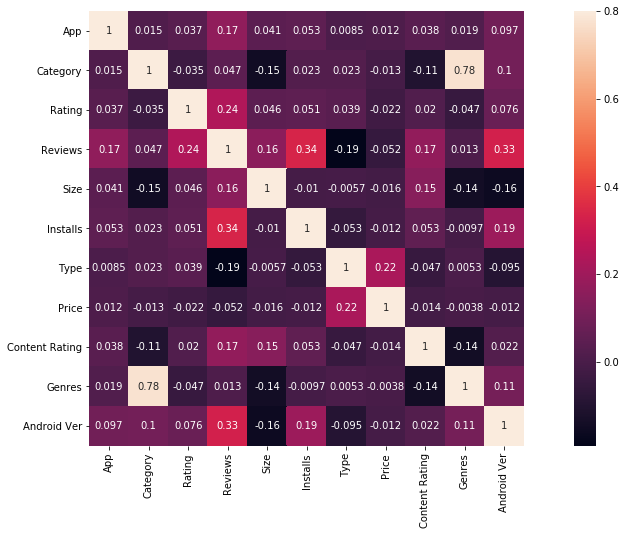 App 1 0.015 0.037 0.17 0.041 0.053 0.0085 0.012 0.038 0.019 0.097
Category 0.015 1 -0.035 0.047 -0.15 0.023 0.023 -0.013 -0.11 0.78 0.1
Rating 0.037 -0.035 1 0.24 0.046 0.051 0.039 -0.022 0.02 -0.047 0.076
Reviews 0.17 0.047 0.24 1 0.16 0.34 -0.19 -0.052 0.17 0.013 0.33
Size 0.041 -0.15 0.046 0.16 1 -0.01 -0.0057 -0.016 0.15 -0.14 -0.16
Installs 0.053 0.023 0.051 0.34 -0.01 1 -0.053 -0.012 0.053 -0.0097 0.19
Type 0.0085 0.023 0.039 -0.19 -0.0057 -0.053 1 0.22 -0.047 0.0053 -0.095
Price 0.012 -0.013 -0.022 -0.052 -0.016 -0.012 0.22 1 -0.014 -0.0038 -0.012
Content Rating 0.038 -0.11 0.02 0.17 0.15 0.053 -0.047 -0.014 1 -0.14 0.022
Genres 0.019 0.78 -0.047 0.013 -0.14 -0.0097 0.0053 -0.0038 -0.14 1 0.11
Android Ver 0.097 0.1 0.076 0.33 -0.16 0.19 -0.095 -0.012 0.022 0.11 1
App
Category
Rating
Reviews
Size
Installs
Type
Price
Content Rating
Genres
Android Ver
0.8
0.6
0.4
0.2
0.0